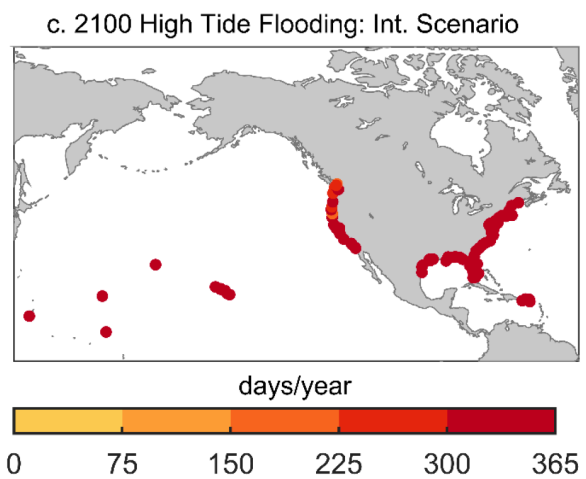 c. 2100 High Tide Flooding: Int. Scenario
days/year
0 75 150 225 300 365